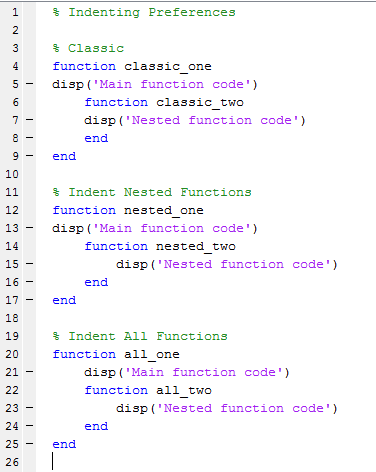 1 % Indenting Preferences
2
3 % Classic
4 function classic_one
5 – disp('Main function code')
6 function classic_two
7 – disp('Nested function code')
8 – end
9 – end
10
11 % Indent Nested Functions
12 function nested_one
13 – disp('Main function code')
14 function nested_two
15 – disp('Nested function code')
16 – end
17 – end
18
19 % Indent All Functions
20 function all_one
21 – disp('Main function code')
22 function all_two
23 – disp('Nested function code')
24 – end
25 – end
26